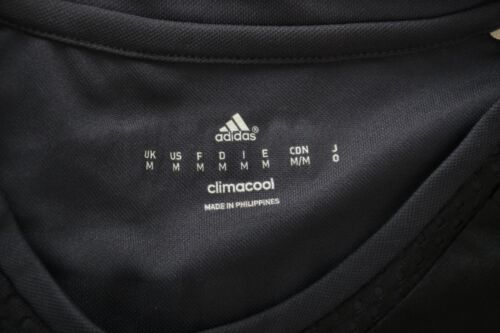 adidas®
UK US F D I E CDN J
M M M M M M M/M O
climacool
MADE IN PHILIPPINES